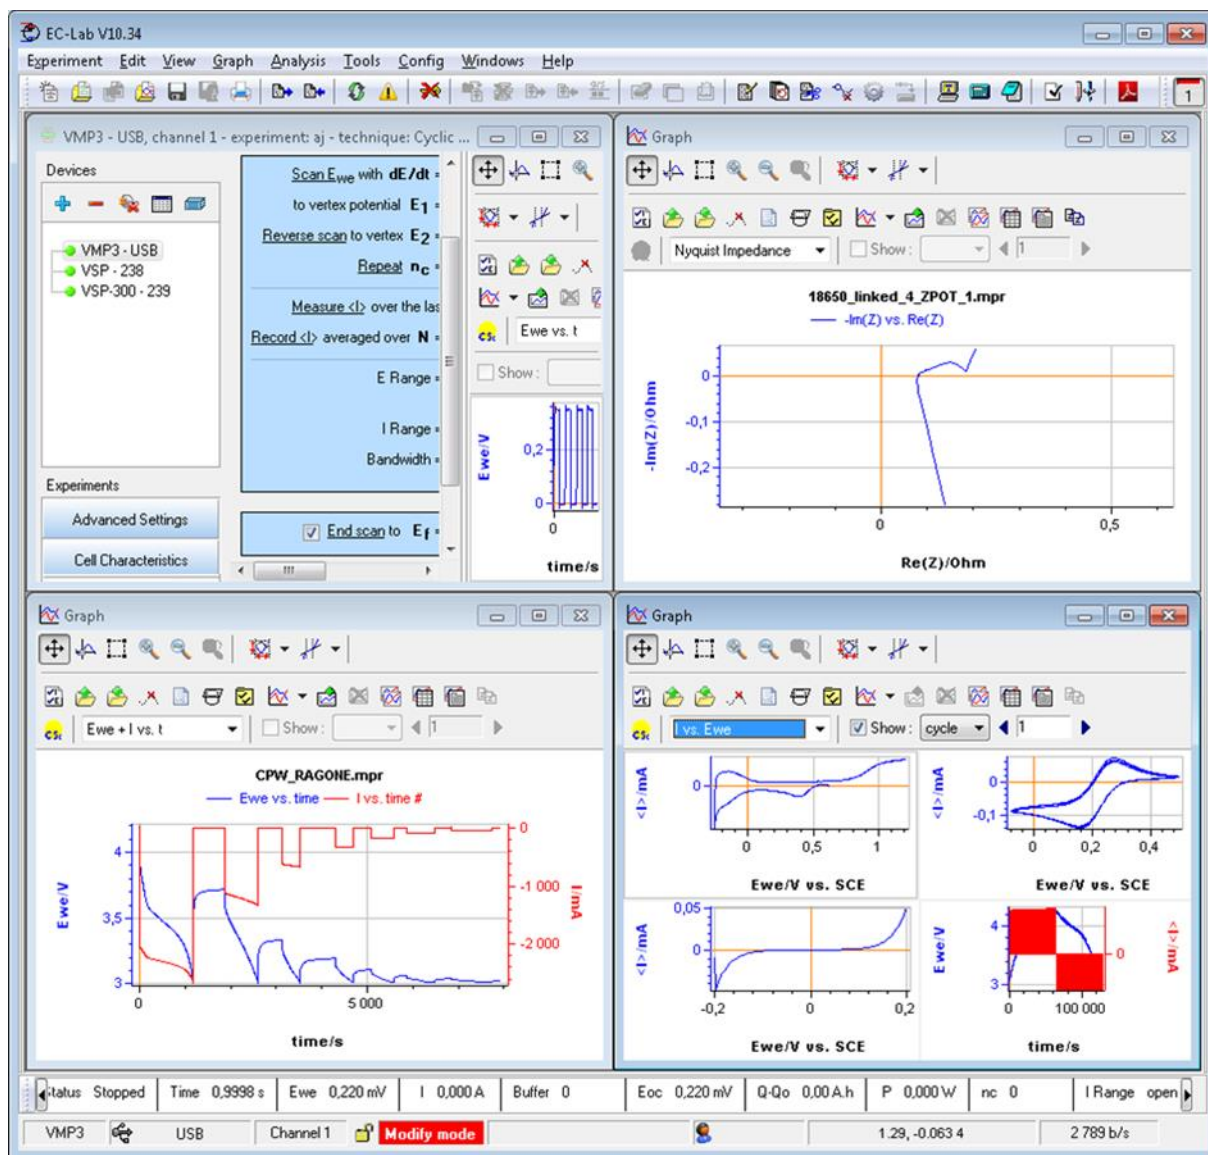 EC-Lab V10.34
Experiment Edit View Graph Analysis Tools Config Windows Help
1
VMP3 - USB, channel 1 - experiment: aj - technique: Cyclic ...
Devices
VMP3 - USB
VSP - 238
VSP-300 - 239
Experiments
Advanced Settings
Cell Characteristics
Scan Ewe with dE/dt =
to vertex potential E1 =
Reverse scan to vertex E2 =
Repeat nc =
Measure <I> over the las
Record <I> averaged over N =
E Range =
I Range =
Bandwidth =
End scan to Ef =
Ewe vs. t
Show :
Ewe/V
0,2
0
0
time/s
Graph
Nyquist Impedance Show : 1
18650_linked_4_ZPOT_1.mpr
-Im(Z) vs. Re(Z)
-Im(Z)/Ohm
0
-0,1
-0,2
0 0,5
Re(Z)/Ohm
Graph
Ewe + I vs. t Show : 1
CPW_RAGONE.mpr
Ewe vs. time I vs. time #
Ewe/V
4
3,5
3
0 5 000
time/s
0
-1 000
-2 000
I/mA
Graph
I vs. Ewe Show : cycle 1
<I>/mA
0
0 0,5 1
Ewe/V vs. SCE
<I>/mA
0
-0,1
0 0,2 0,4
Ewe/V vs. SCE
<I>/mA
0,05
0
-0,2 0 0,2
Ewe/V vs. SCE
Ewe/V
4
3
0 100 000
time/s
0
<I>/mA
Status Stopped Time 0,9998 s Ewe 0,220 mV I 0,000 A Buffer 0 Eoc 0,220 mV Q-Qo 0,00 A.h P 0,000 W nc 0 I Range open
VMP3 USB Channel 1 Modify mode 1.29, -0.063 4 2 789 b/s